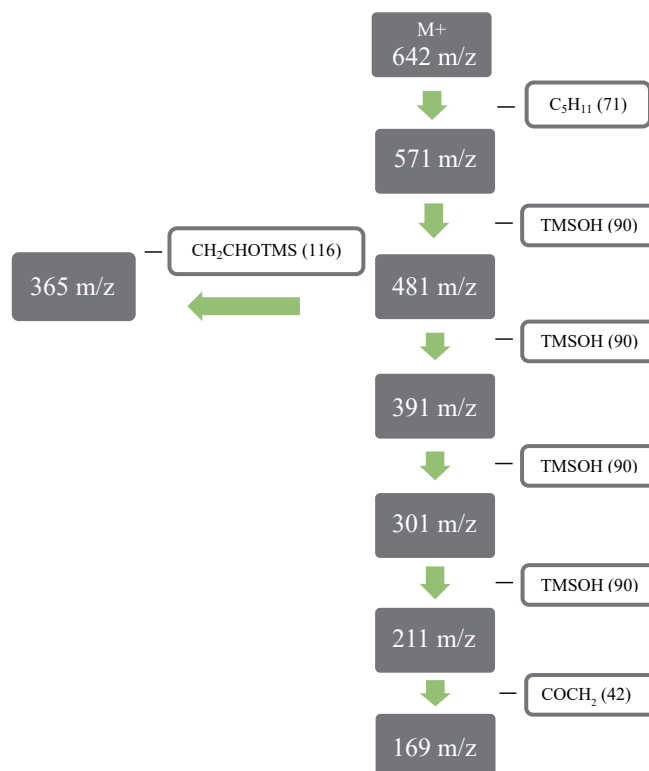 M+
642 m/z
C₅H₁₁ (71)
571 m/z
TMSOH (90)
CH₂CHOTMS (116)
365 m/z
481 m/z
TMSOH (90)
391 m/z
TMSOH (90)
301 m/z
TMSOH (90)
211 m/z
COCH₂ (42)
169 m/z